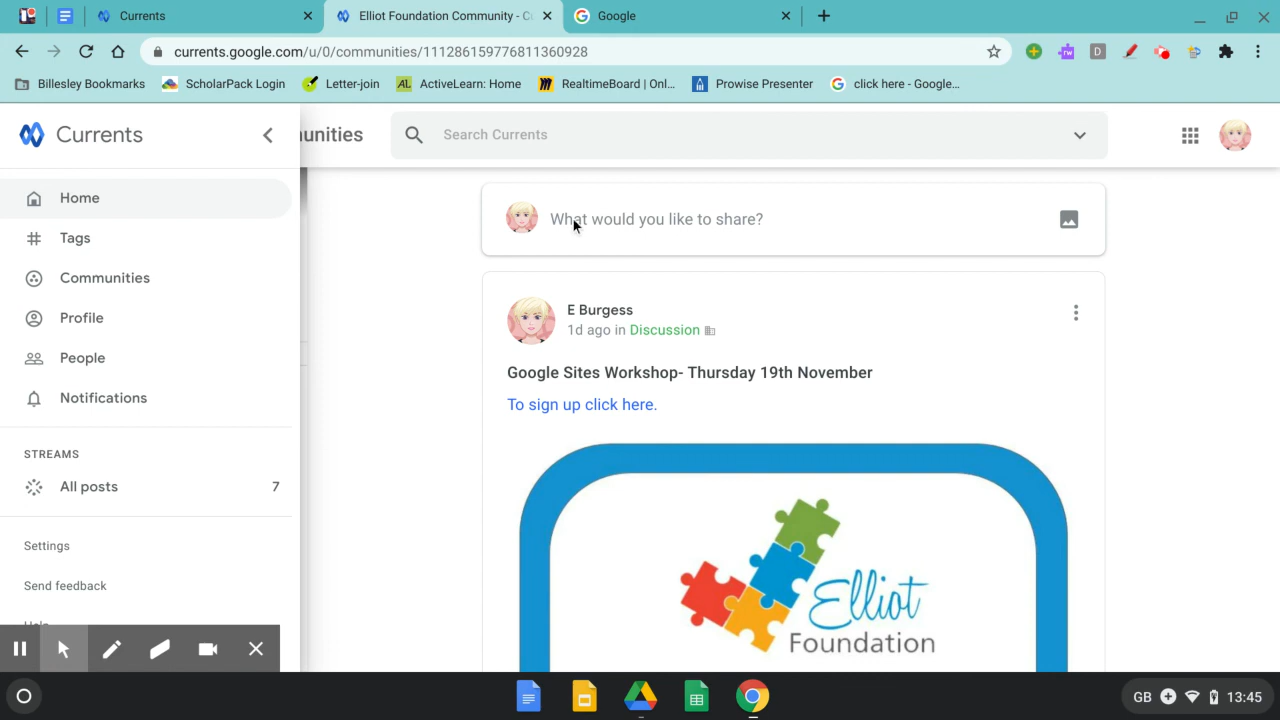 Currents
Elliot Foundation Community - C
Google
currents.google.com/u/0/communities/111286159776811360928
Billesley Bookmarks
ScholarPack Login
Letter-join
AL
ActiveLearn: Home
RealtimeBoard | Onl...
Prowise Presenter
click here - Google...
rw
D
Currents
unities
Search Currents
Home
Tags
Communities
Profile
People
Notifications
STREAMS
All posts 7
Settings
Send feedback
Help
What would you like to share?
E Burgess
1d ago in Discussion
Google Sites Workshop- Thursday 19th November
To sign up click here.
Elliot
Foundation
GB
13:45